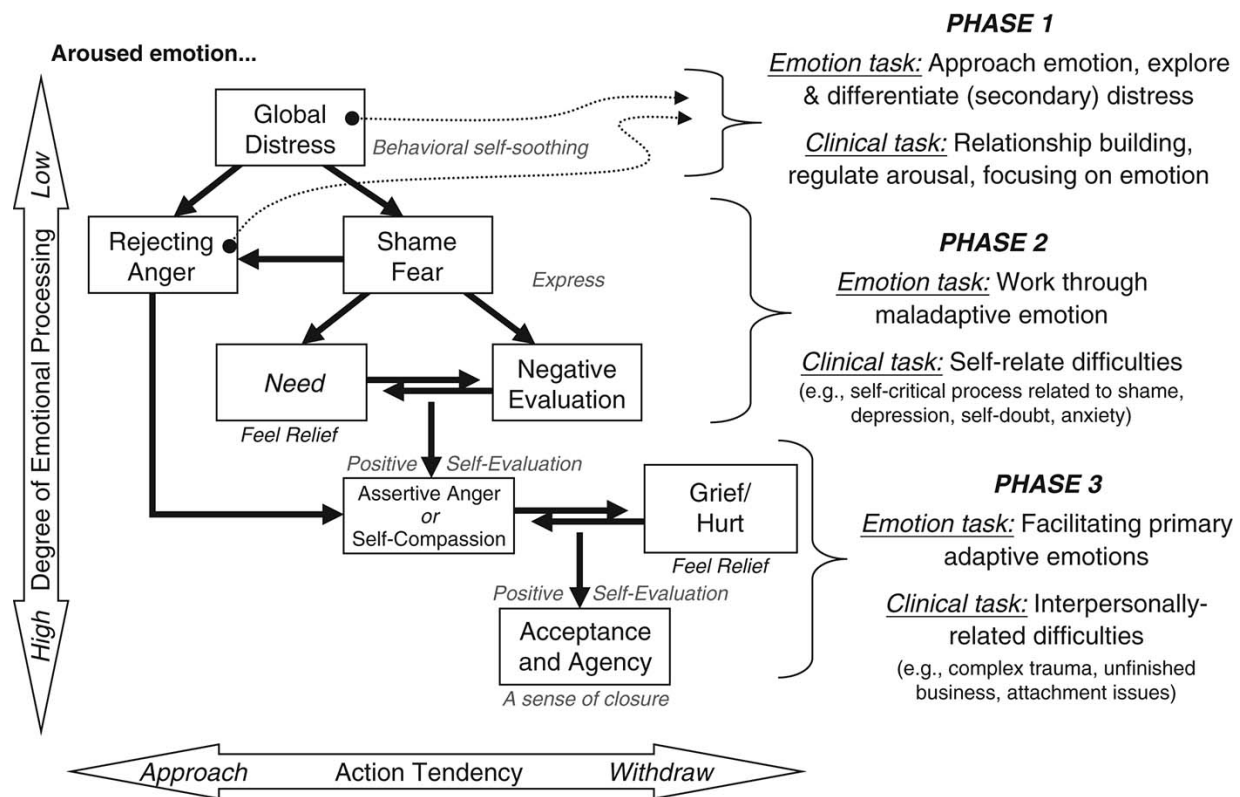 Aroused emotion...
Global
Distress
Behavioral self-soothing
Rejecting
Anger
Shame
Fear
Express
Need
Negative
Evaluation
Feel Relief
Positive Self-Evaluation
Assertive Anger
or
Self-Compassion
Grief/
Hurt
Feel Relief
Positive Self-Evaluation
Acceptance
and Agency
A sense of closure
Low
Degree of Emotional Processing
High
Approach Action Tendency Withdraw
PHASE 1
Emotion task: Approach emotion, explore
& differentiate (secondary) distress
Clinical task: Relationship building,
regulate arousal, focusing on emotion
PHASE 2
Emotion task: Work through
maladaptive emotion
Clinical task: Self-relate difficulties
(e.g., self-critical process related to shame,
depression, self-doubt, anxiety)
PHASE 3
Emotion task: Facilitating primary
adaptive emotions
Clinical task: Interpersonally-
related difficulties
(e.g., complex trauma, unfinished
business, attachment issues)